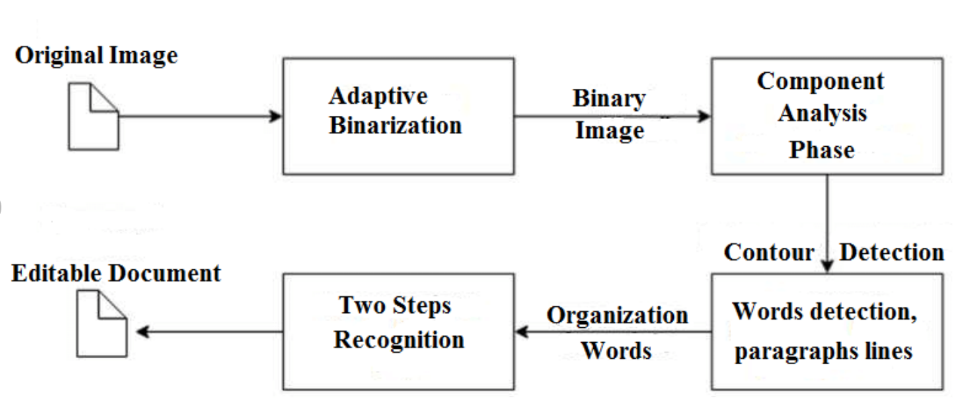 Original Image
Adaptive
Binarization
Binary
Image
Component
Analysis
Phase
Contour Detection
Words detection,
paragraphs lines
Organization
Words
Two Steps
Recognition
Editable Document